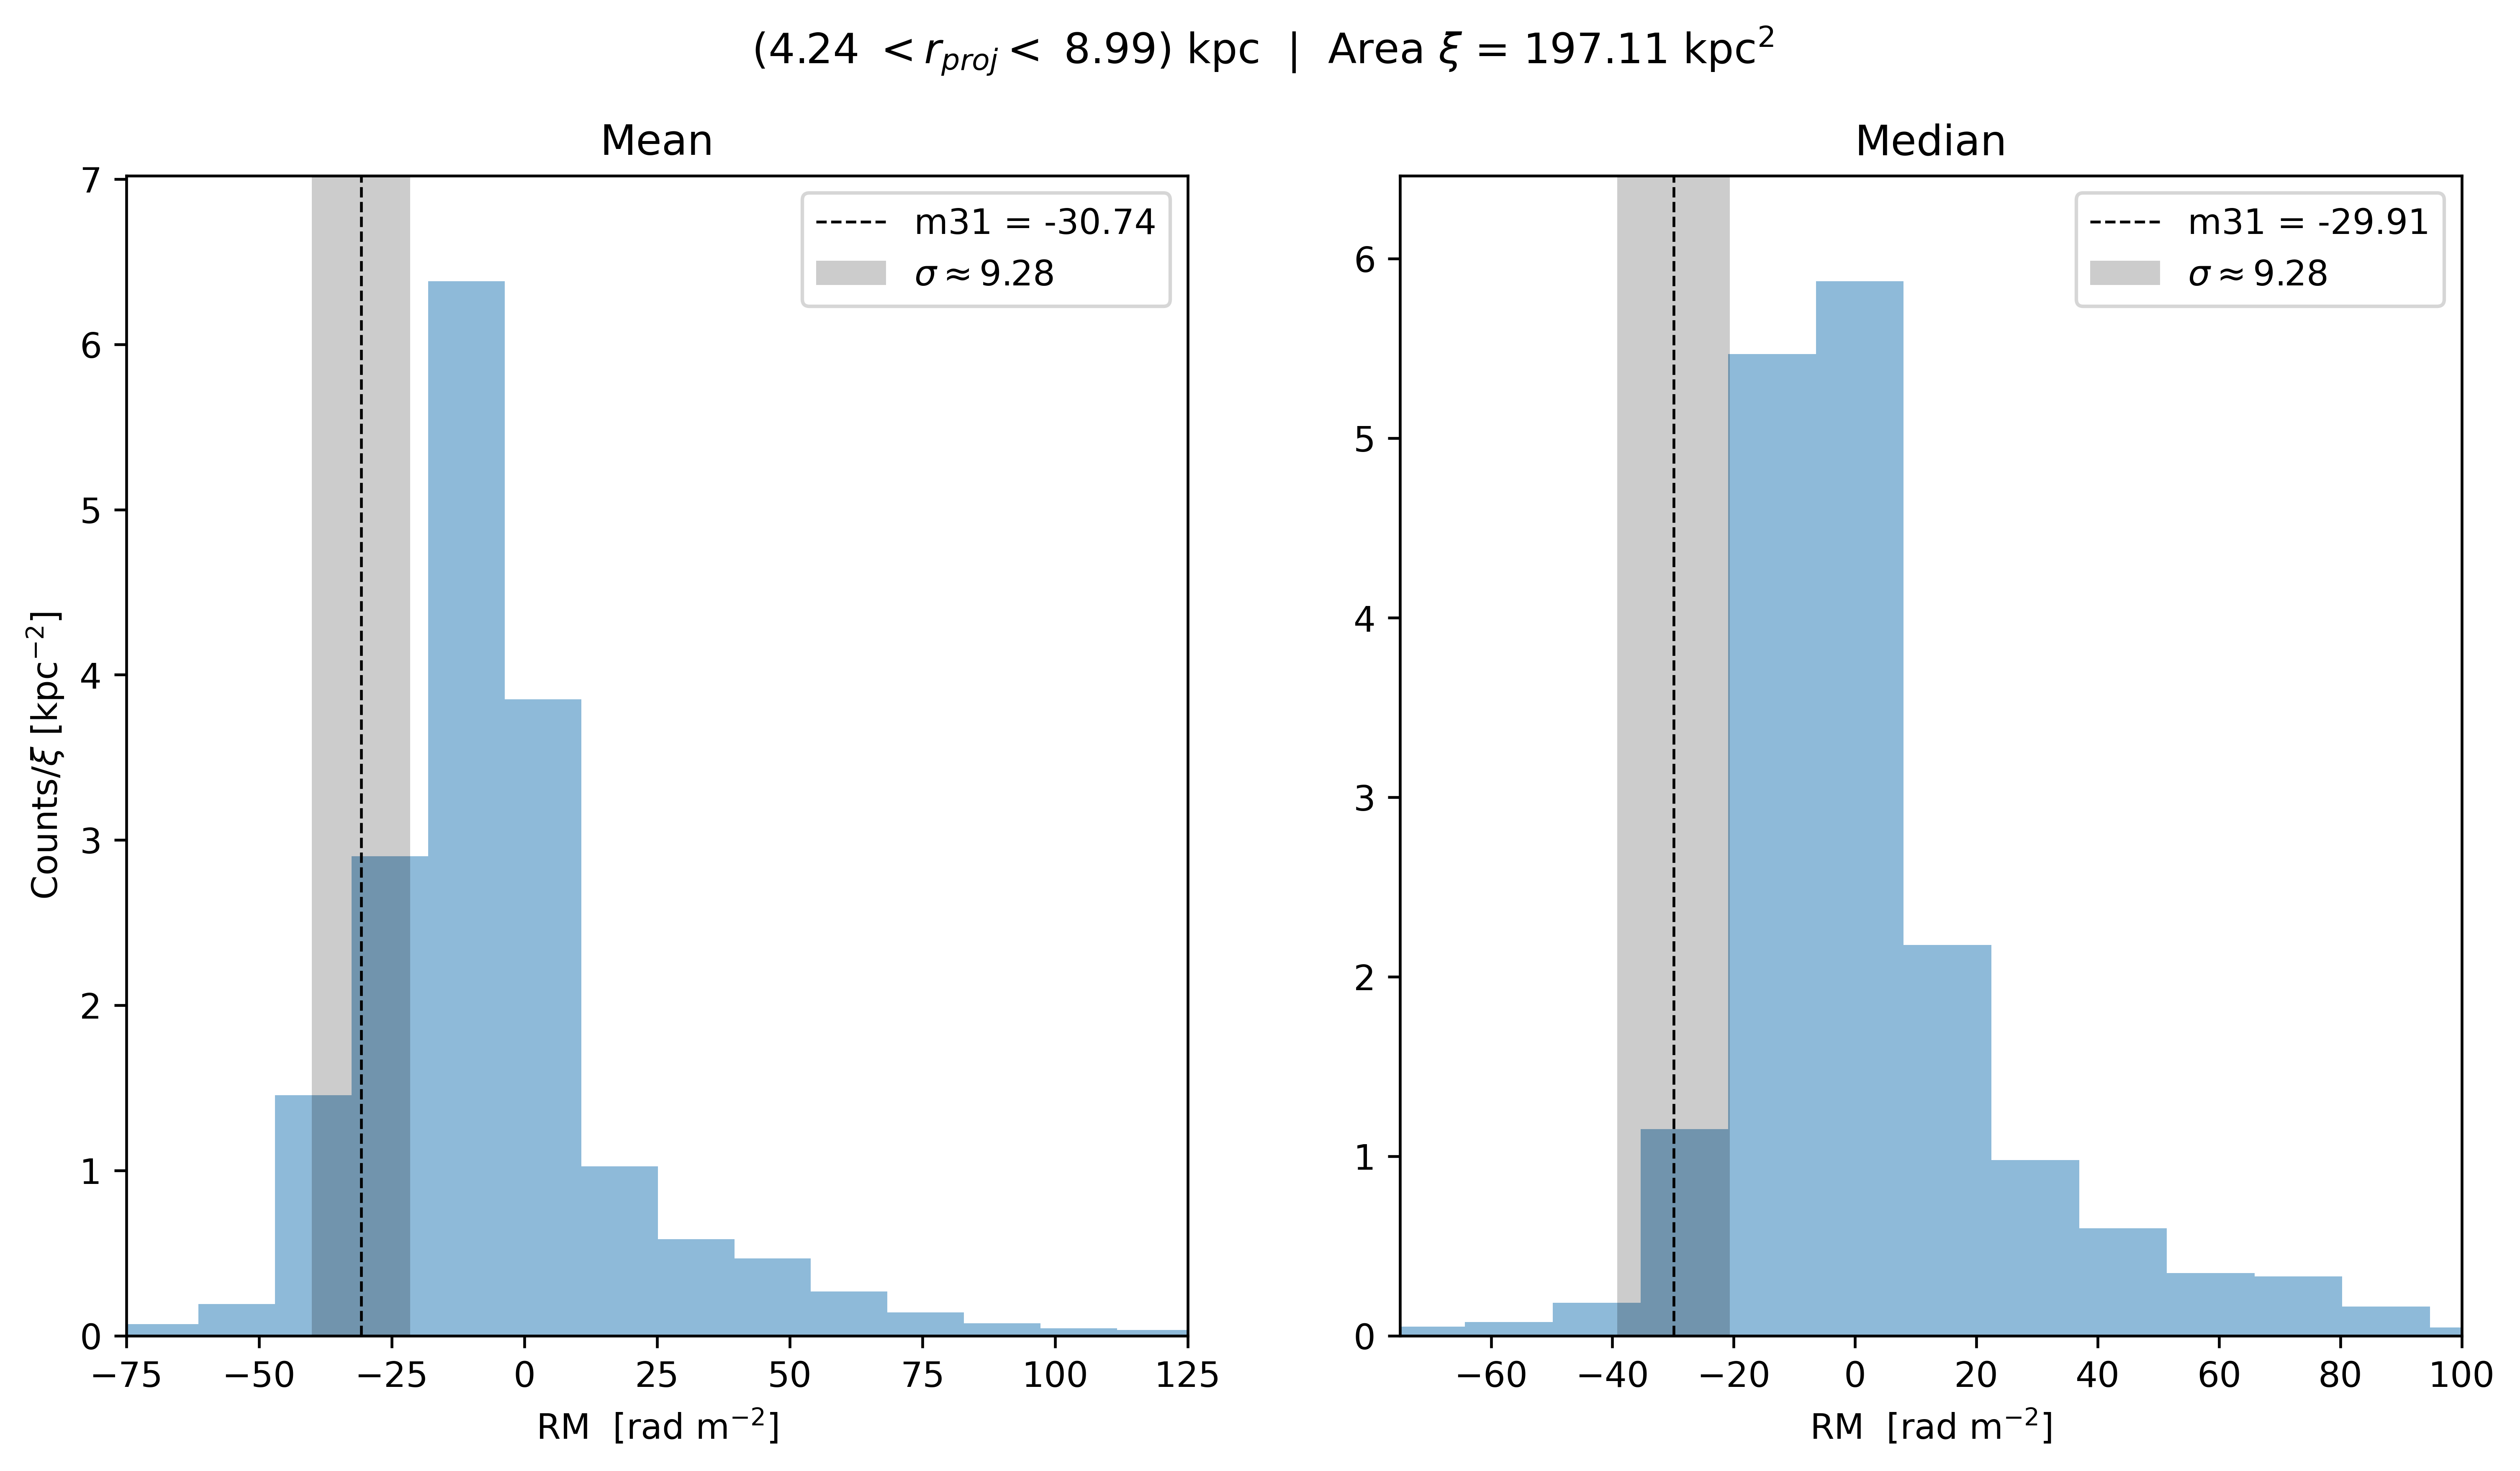 (4.24 < r_proj < 8.99) kpc | Area ξ = 197.11 kpc²
Mean
m31 = -30.74
σ ≈ 9.28
Counts/ξ [kpc⁻²]
7
6
5
4
3
2
1
0
−75 −50 −25 0 25 50 75 100 125
RM [rad m⁻²]
Median
m31 = -29.91
σ ≈ 9.28
6
5
4
3
2
1
0
−60 −40 −20 0 20 40 60 80 100
RM [rad m⁻²]